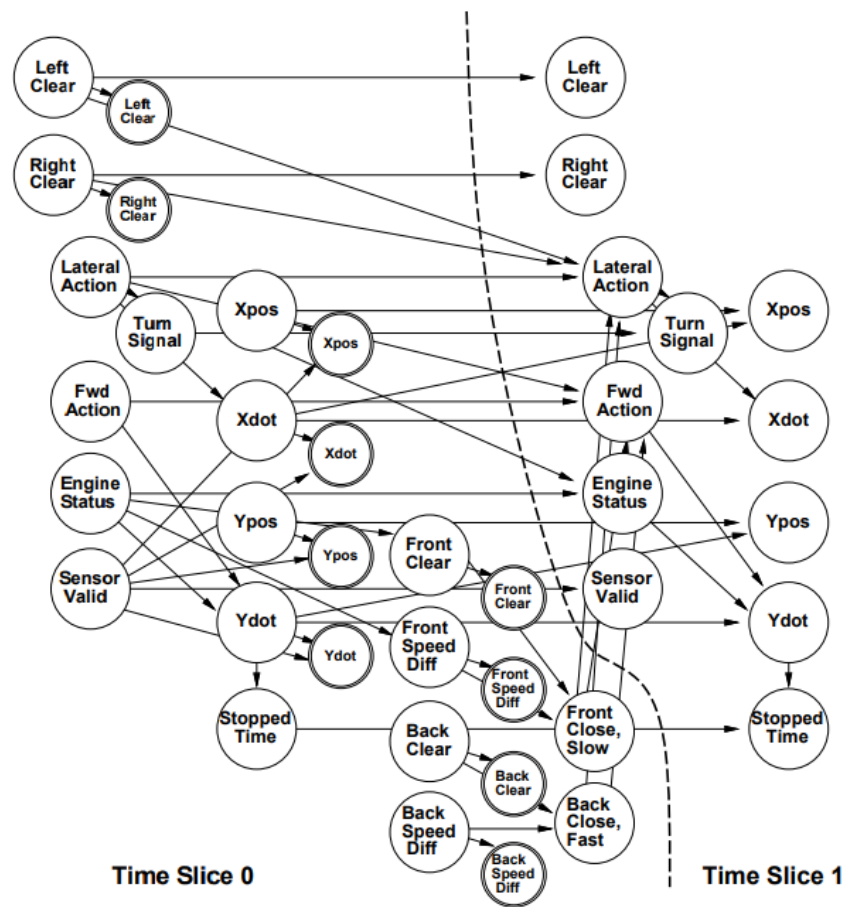 Left
Clear
Left
Clear
Left
Clear
Right
Clear
Right
Clear
Right
Clear
Lateral
Action
Turn
Signal
Xpos
Xpos
Lateral
Action
Turn
Signal
Xpos
Fwd
Action
Xdot
Xdot
Fwd
Action
Xdot
Engine
Status
Ypos
Ypos
Engine
Status
Ypos
Sensor
Valid
Front
Clear
Front
Clear
Sensor
Valid
Ydot
Ydot
Front
Speed
Diff
Front
Speed
Diff
Ydot
Stopped
Time
Back
Clear
Back
Clear
Front
Close,
Slow
Stopped
Time
Back
Speed
Diff
Back
Speed
Diff
Back
Close,
Fast
Time Slice 0
Time Slice 1